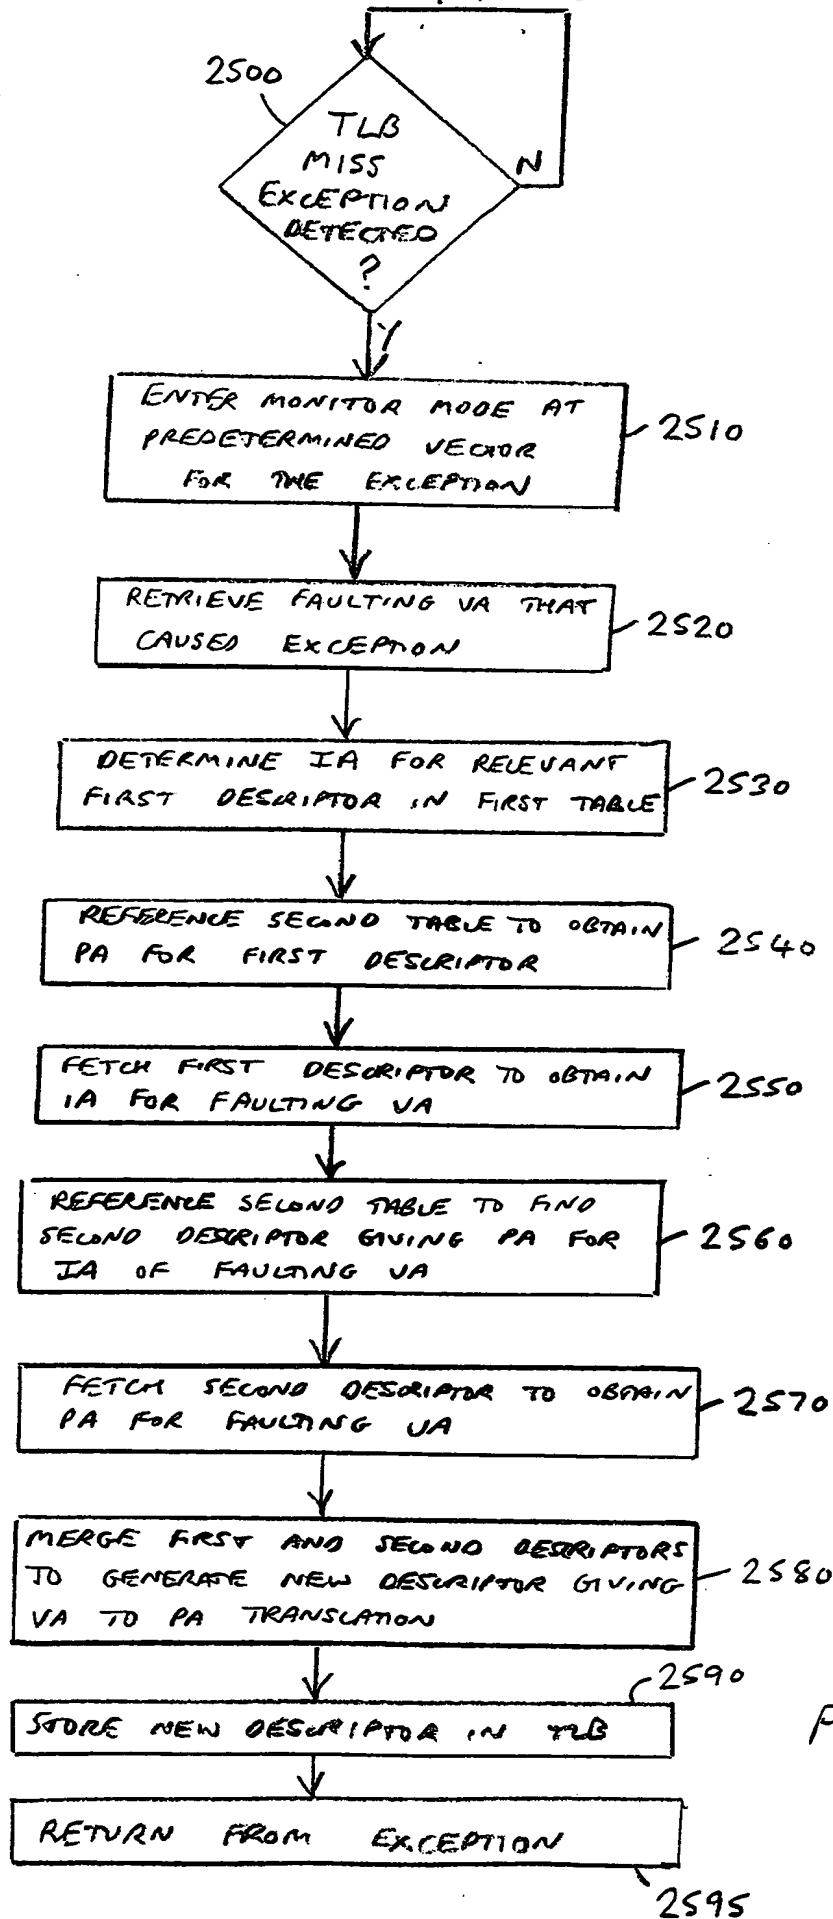 2500
TLB
MISS
EXCEPTION
DETECTED
?
N
Y
ENTER MONITOR MODE AT
PREDETERMINED VECTOR
FOR THE EXCEPTION
2510
RETRIEVE FAULTING VA THAT
CAUSED EXCEPTION
2520
DETERMINE IA FOR RELEVANT
FIRST DESCRIPTOR IN FIRST TABLE
2530
REFERENCE SECOND TABLE TO OBTAIN
PA FOR FIRST DESCRIPTOR
2540
FETCH FIRST DESCRIPTOR TO OBTAIN
IA FOR FAULTING VA
2550
REFERENCE SECOND TABLE TO FIND
SECOND DESCRIPTOR GIVING PA FOR
IA OF FAULTING VA
2560
FETCH SECOND DESCRIPTOR TO OBTAIN
PA FOR FAULTING VA
2570
MERGE FIRST AND SECOND DESCRIPTORS
TO GENERATE NEW DESCRIPTOR GIVING
VA TO PA TRANSLATION
2580
2590
STORE NEW DESCRIPTOR IN TLB
RETURN FROM EXCEPTION
2595